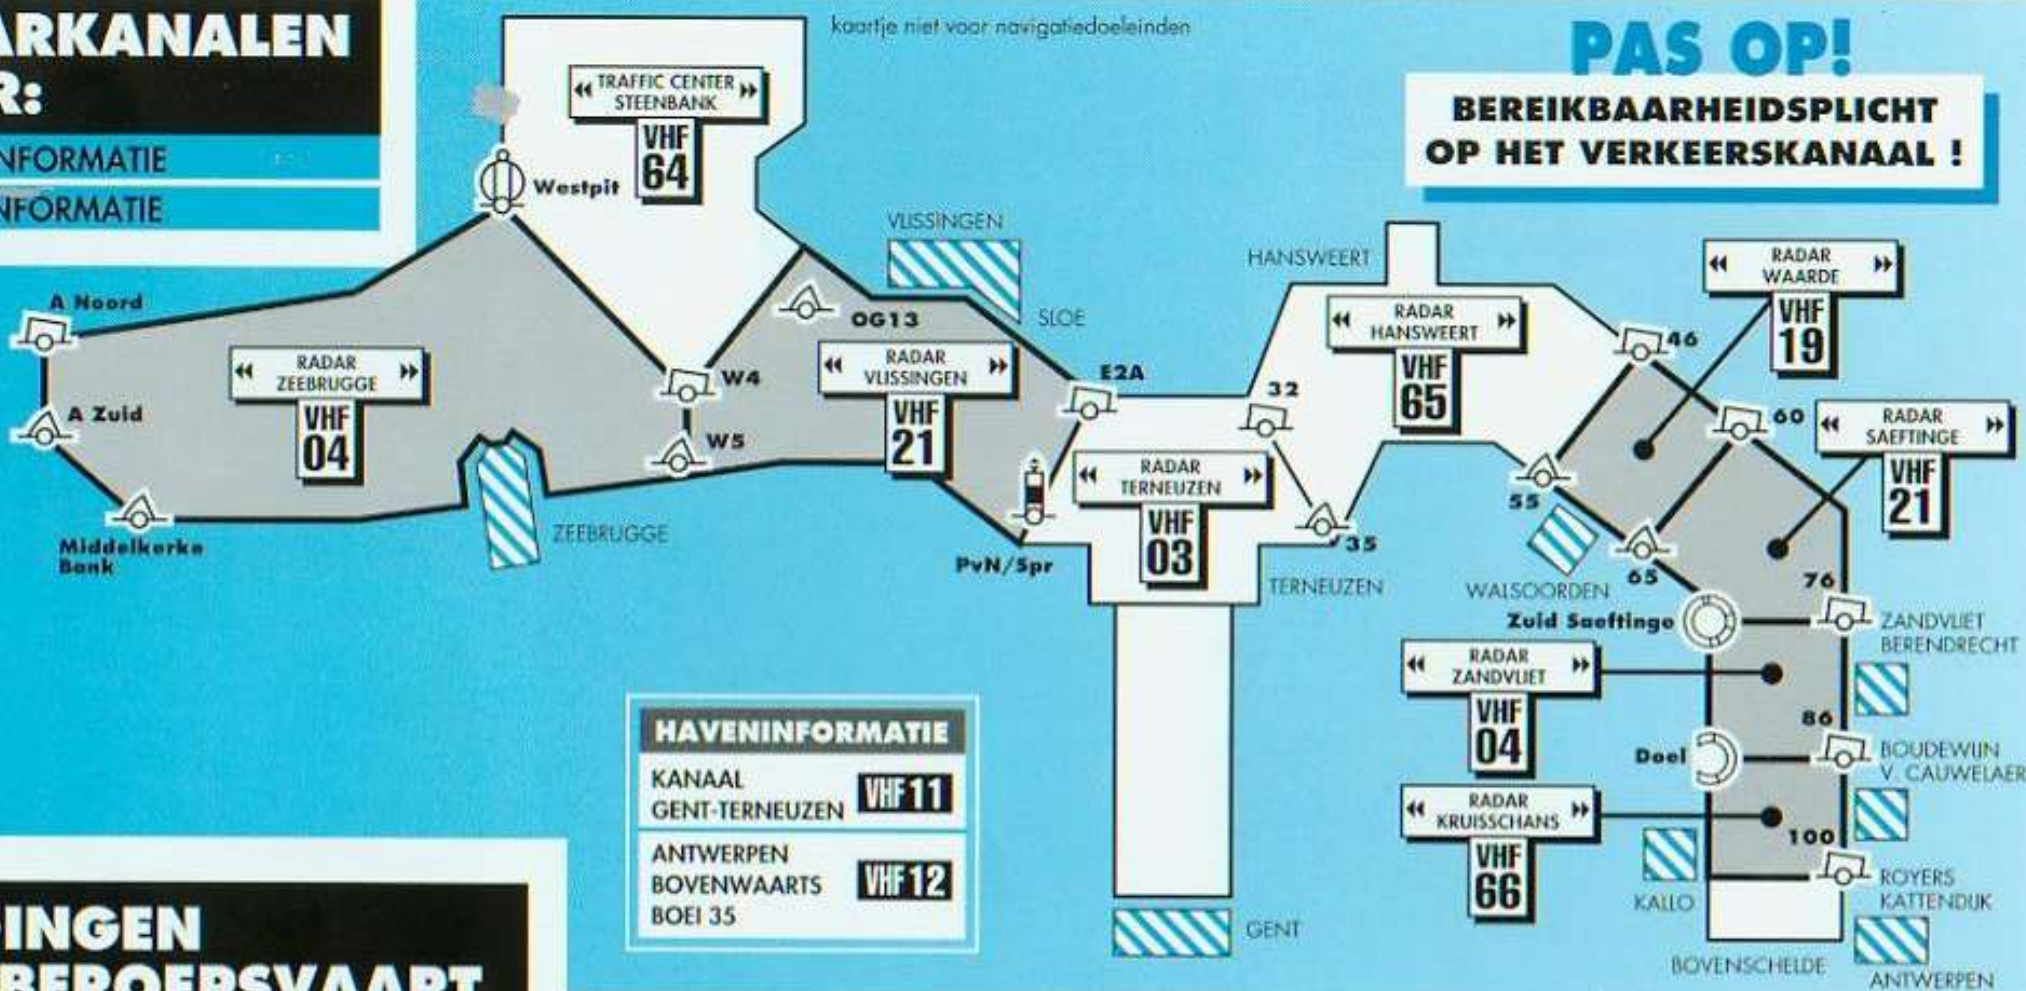 ARKANALEN
R:
NFORMATIE
NFORMATIE
kaartje niet voor navigatiedoeleinden
PAS OP!
BEREIKBAARHEIDSPLICHT
OP HET VERKEERSKANAAL !
TRAFFIC CENTER
STEENBANK
VHF
64
Westpit
VLISSINGEN
SLOE
HANSWEERT
RADAR
WAARDE
VHF
19
A Noord
OG13
RADAR
HANSWEERT
VHF
65
46
RADAR
ZEEBRUGGE
VHF
04
W4
RADAR
VLISSINGEN
VHF
21
E2A
32
60
RADAR
SAEFTINGE
VHF
21
A Zuid
W5
RADAR
TERNEUZEN
VHF
03
55
35
Middelkerke
Bank
ZEEBRUGGE
PvN/Spr
TERNEUZEN
WALSOORDEN
65
76
Zuid Saeftinge
ZANDVLIET
BERENDRECHT
RADAR
ZANDVLIET
VHF
04
86
Doel
BOUDEWIJN
V. CAUWELAER
RADAR
KRUISSCHANS
VHF
66
100
KALLO
ROYERS
KATTENDIJK
HAVENINFORMATIE
KANAAL
GENT-TERNEUZEN VHF 11
ANTWERPEN
BOVENWAARTS VHF 12
BOEI 35
GENT
BOVENSCHELDE
ANTWERPEN
INGEN
BEROEPSVAART